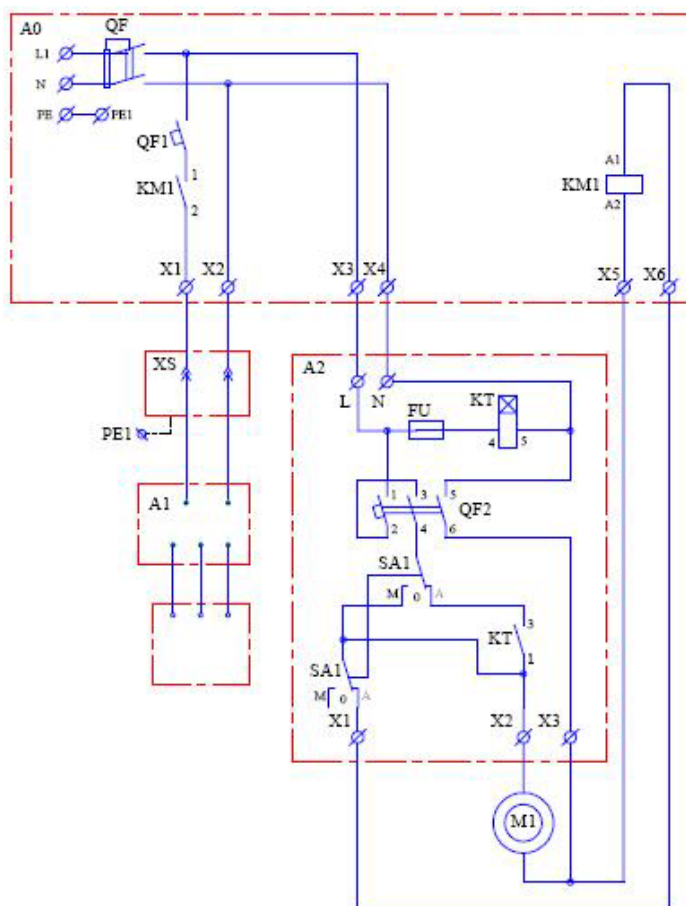 A0
QF
L1
N
PE
PE1
QF1
1
KM1
2
A1
KM1
A2
X1
X2
X3
X4
X5
X6
XS
A2
L
N
FU
KT
4
5
PE1
A1
1
3
5
QF2
2
4
6
SA1
M
0
A
3
KT
1
SA1
M
0
A
X1
X2
X3
M1